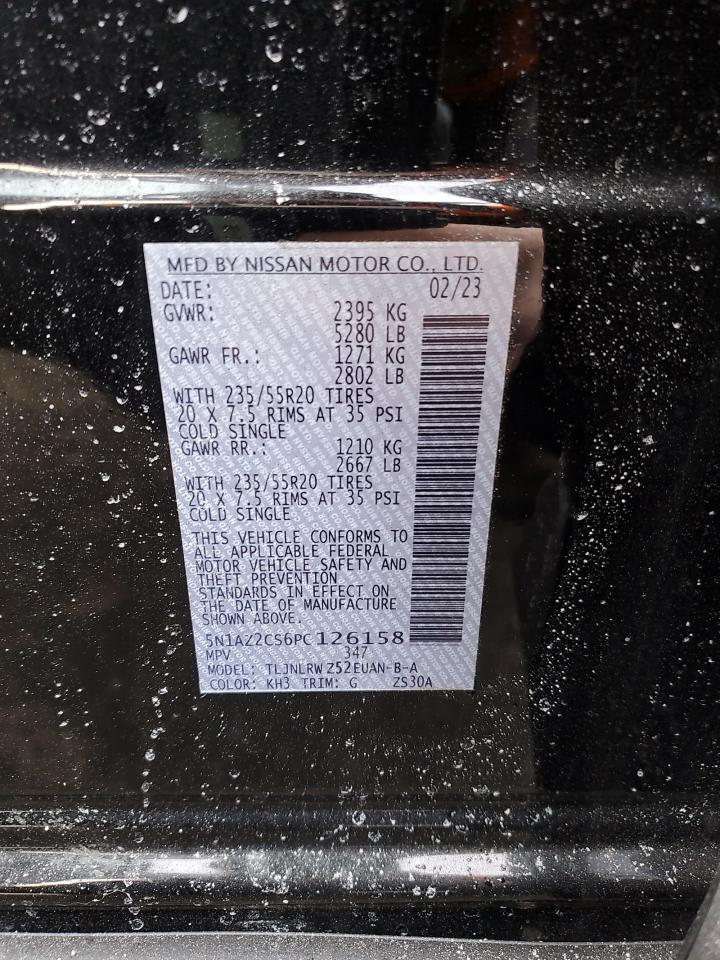 MFD BY NISSAN MOTOR CO., LTD.
DATE: 02/23
GVWR: 2395 KG
5280 LB
GAWR FR.: 1271 KG
2802 LB
WITH 235/55R20 TIRES
20 X 7.5 RIMS AT 35 PSI
COLD SINGLE
GAWR RR.: 1210 KG
2667 LB
WITH 235/55R20 TIRES
20 X 7.5 RIMS AT 35 PSI
COLD SINGLE
THIS VEHICLE CONFORMS TO
ALL APPLICABLE FEDERAL
MOTOR VEHICLE SAFETY AND
THEFT PREVENTION
STANDARDS IN EFFECT ON
THE DATE OF MANUFACTURE
SHOWN ABOVE.
5N1AZ2CS6PC126158
MPV 347
MODEL: TLJNLRW Z52EUAN-B-A
COLOR: KH3 TRIM: G ZS30A